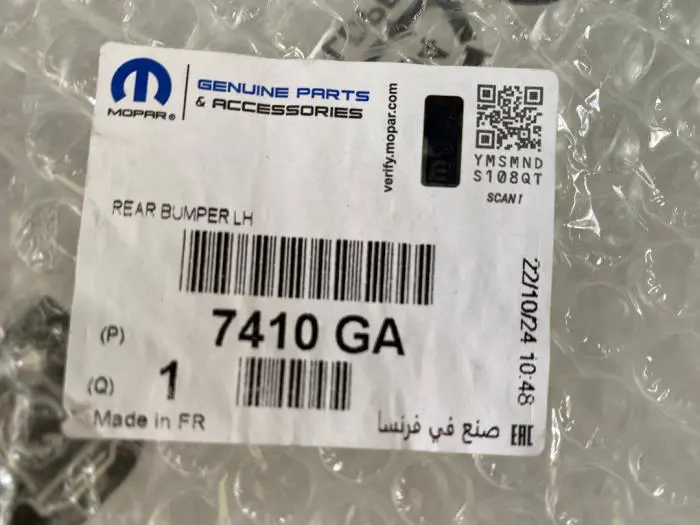 MOPAR®
GENUINE PARTS
& ACCESSORIES
verify.mopar.com
YMSMND
S108QT
SCAN!
REAR BUMPER LH
22/10/24 10:48
(P) 7410 GA
(Q) 1
Made in FR
صنع في فرنسا
EAC